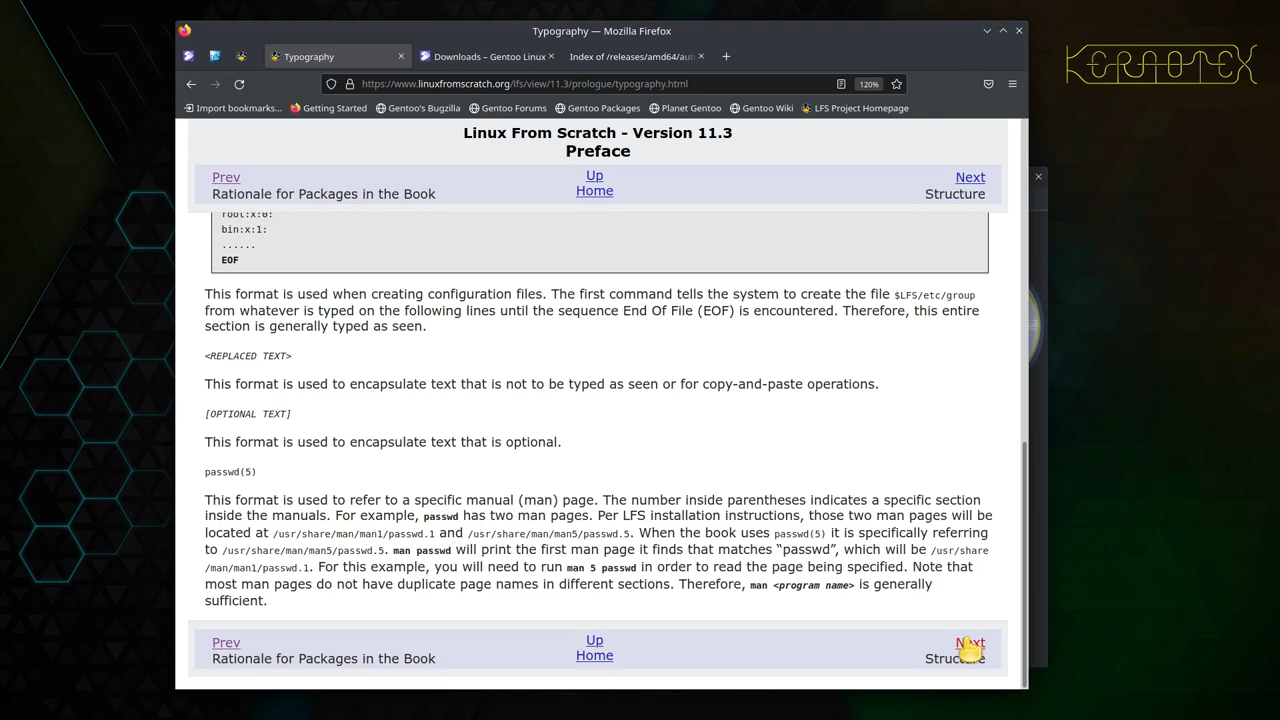 Typography — Mozilla Firefox
KERAOTEX
Typography
Downloads – Gentoo Linux
Index of /releases/amd64/aut
https://www.linuxfromscratch.org/lfs/view/11.3/prologue/typography.html
120%
Import bookmarks...
Getting Started
Gentoo's Bugzilla
Gentoo Forums
Gentoo Packages
Planet Gentoo
Gentoo Wiki
LFS Project Homepage
Linux From Scratch - Version 11.3
Preface
Prev
Up
Next
Rationale for Packages in the Book
Home
Structure
root:x:0:
bin:x:1:
......
EOF
This format is used when creating configuration files. The first command tells the system to create the file $LFS/etc/group
from whatever is typed on the following lines until the sequence End Of File (EOF) is encountered. Therefore, this entire
section is generally typed as seen.
<REPLACED TEXT>
This format is used to encapsulate text that is not to be typed as seen or for copy-and-paste operations.
[OPTIONAL TEXT]
This format is used to encapsulate text that is optional.
passwd(5)
This format is used to refer to a specific manual (man) page. The number inside parentheses indicates a specific section
inside the manuals. For example, passwd has two man pages. Per LFS installation instructions, those two man pages will be
located at /usr/share/man/man1/passwd.1 and /usr/share/man/man5/passwd.5. When the book uses passwd(5) it is specifically referring
to /usr/share/man/man5/passwd.5. man passwd will print the first man page it finds that matches “passwd”, which will be /usr/share
/man/man1/passwd.1. For this example, you will need to run man 5 passwd in order to read the page being specified. Note that
most man pages do not have duplicate page names in different sections. Therefore, man <program name> is generally
sufficient.
Prev
Up
Next
Rationale for Packages in the Book
Home
Structure